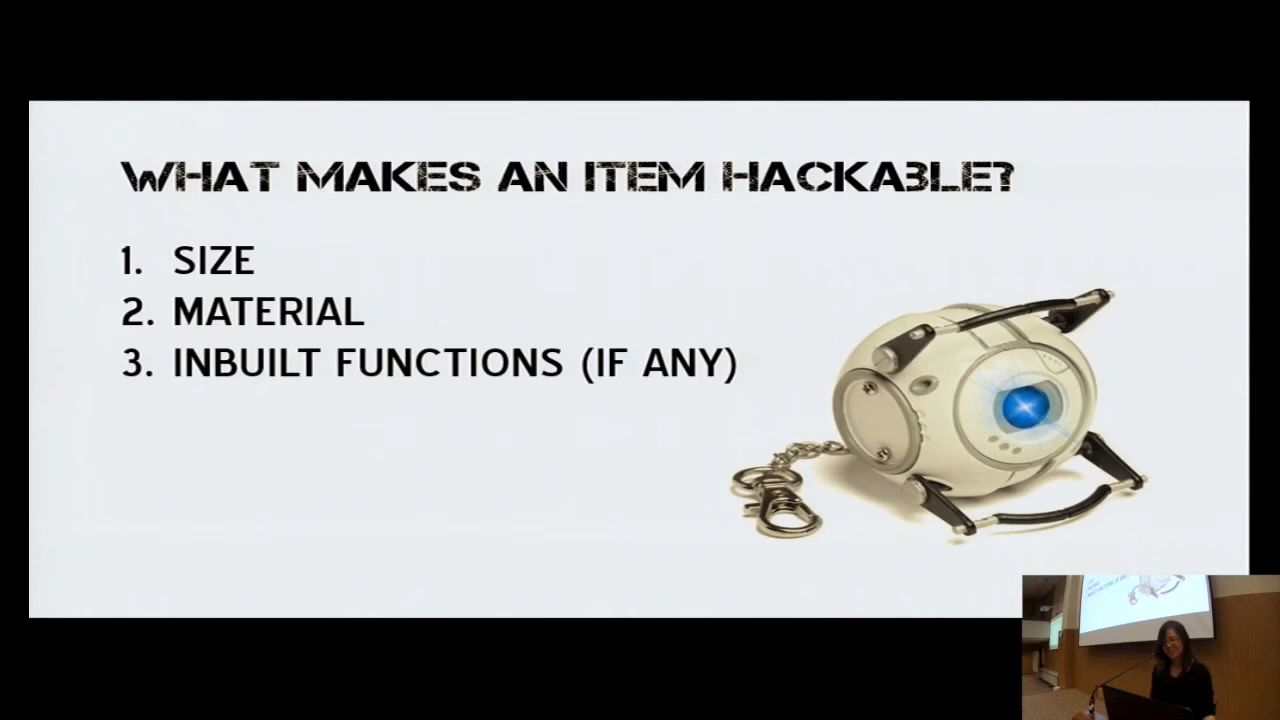 WHAT MAKES AN ITEM HACKABLE?
1. SIZE
2. MATERIAL
3. INBUILT FUNCTIONS (IF ANY)